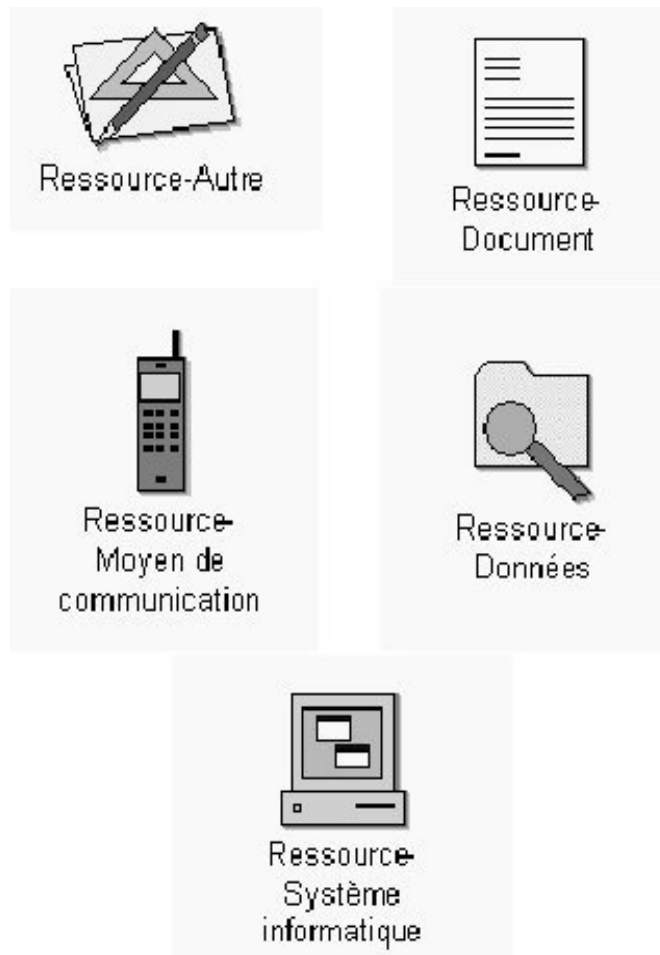 Ressource-Autre
Ressource-
Document
Ressource-
Moyen de
communication
Ressource-
Données
Ressource-
Système
informatique